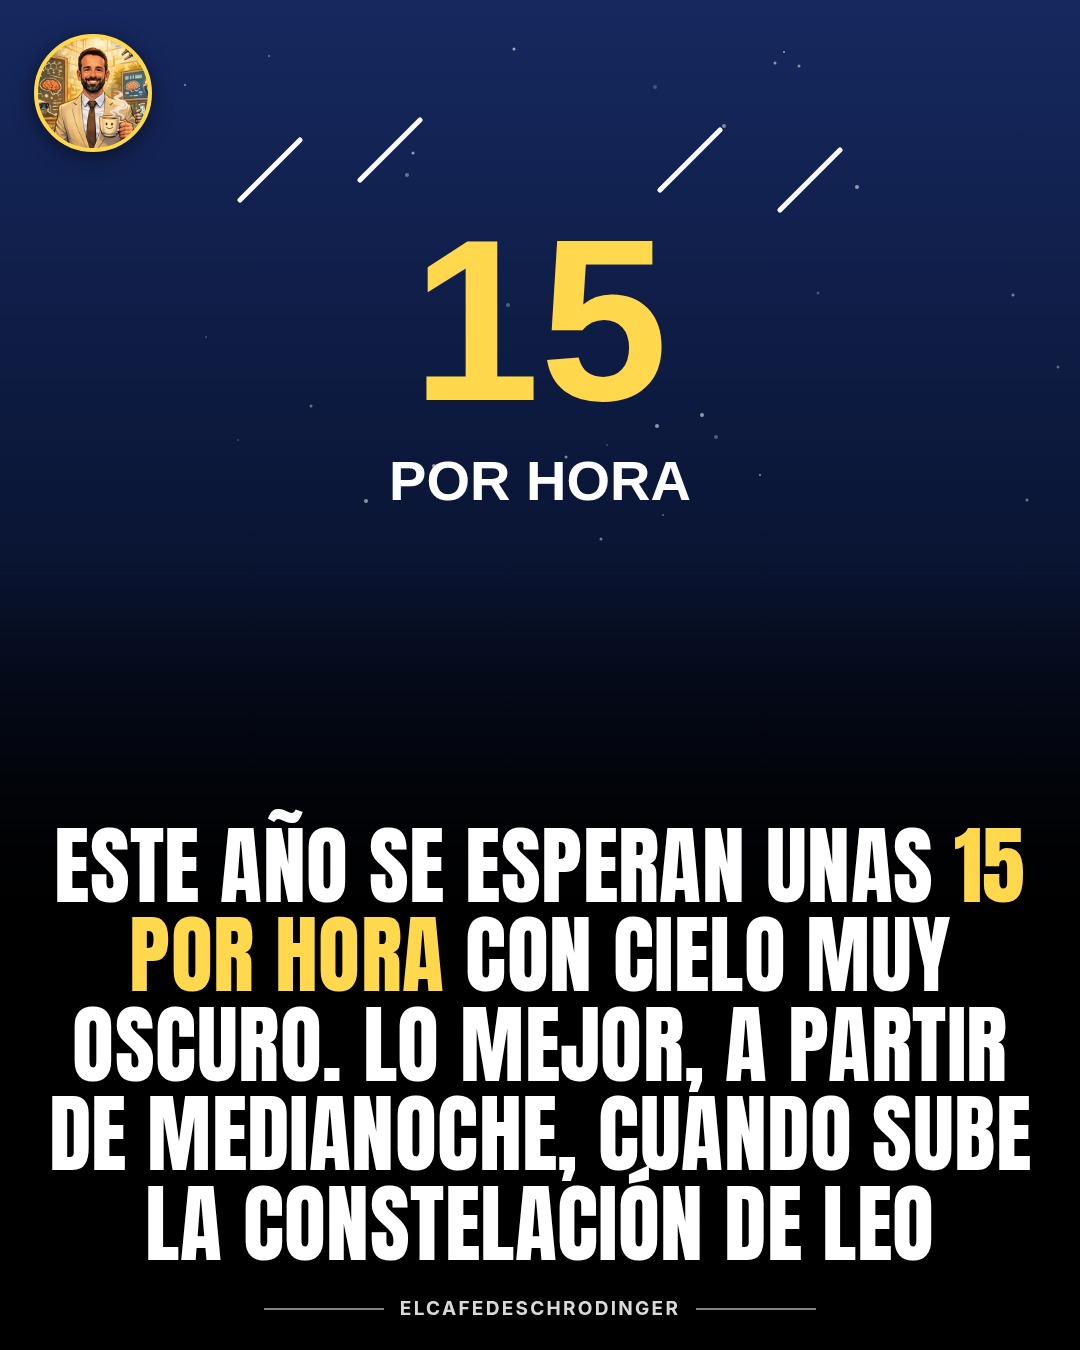 15
POR HORA
ESTE AÑO SE ESPERAN UNAS 15
POR HORA CON CIELO MUY
OSCURO. LO MEJOR, A PARTIR
DE MEDIANOCHE, CUANDO SUBE
LA CONSTELACIÓN DE LEO
ELCAFEDESCHRODINGER